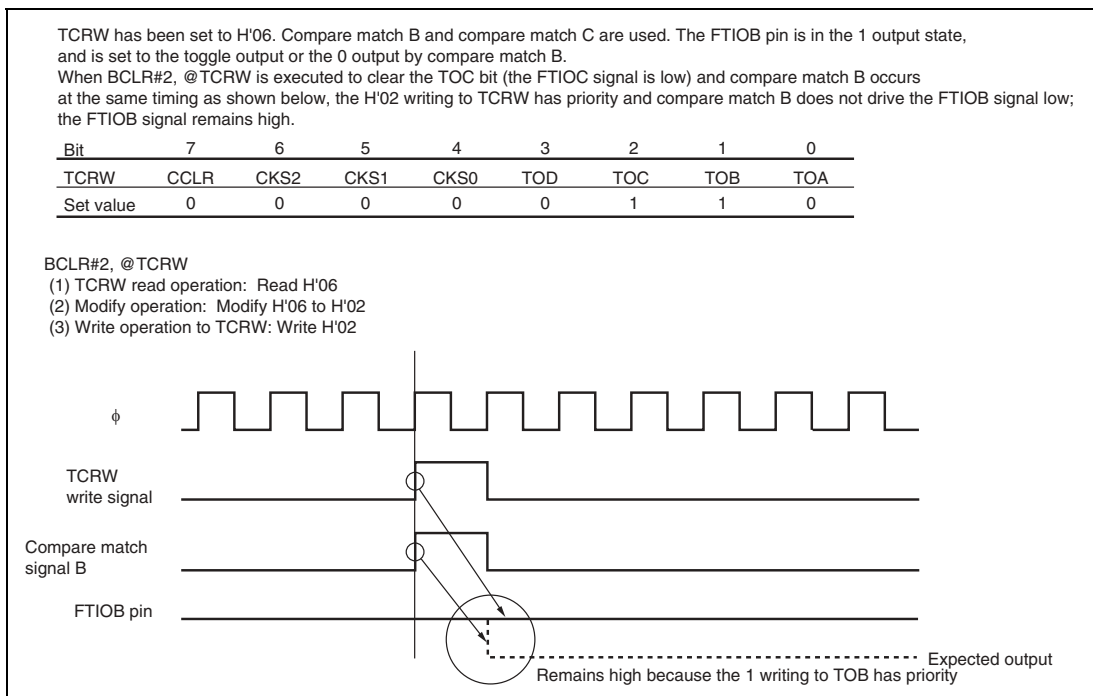 TCRW has been set to H'06. Compare match B and compare match C are used. The FTIOB pin is in the 1 output state,
and is set to the toggle output or the 0 output by compare match B.
When BCLR#2, @TCRW is executed to clear the TOC bit (the FTIOC signal is low) and compare match B occurs
at the same timing as shown below, the H'02 writing to TCRW has priority and compare match B does not drive the FTIOB signal low;
the FTIOB signal remains high.
Bit 7 6 5 4 3 2 1 0
TCRW CCLR CKS2 CKS1 CKS0 TOD TOC TOB TOA
Set value 0 0 0 0 0 1 1 0
BCLR#2, @TCRW
(1) TCRW read operation: Read H'06
(2) Modify operation: Modify H'06 to H'02
(3) Write operation to TCRW: Write H'02
ϕ
TCRW
write signal
Compare match
signal B
FTIOB pin
Expected output
Remains high because the 1 writing to TOB has priority